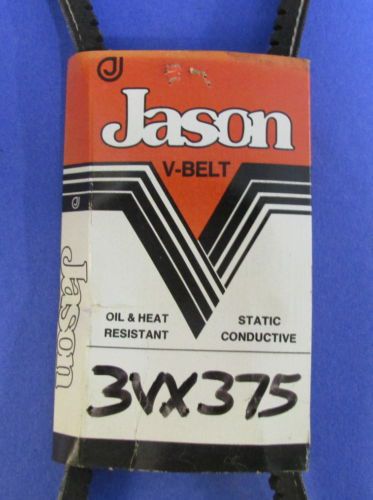 J
Jason
V-BELT
J
Jason
OIL & HEAT
RESISTANT
STATIC
CONDUCTIVE
3VX375